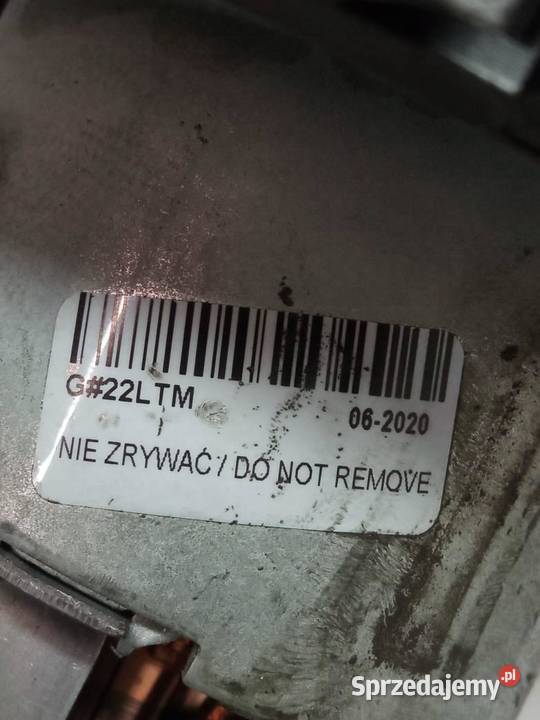 G#22LTM
06-2020
NIE ZRYWAĆ / DO NOT REMOVE
Sprzedajemy.pl